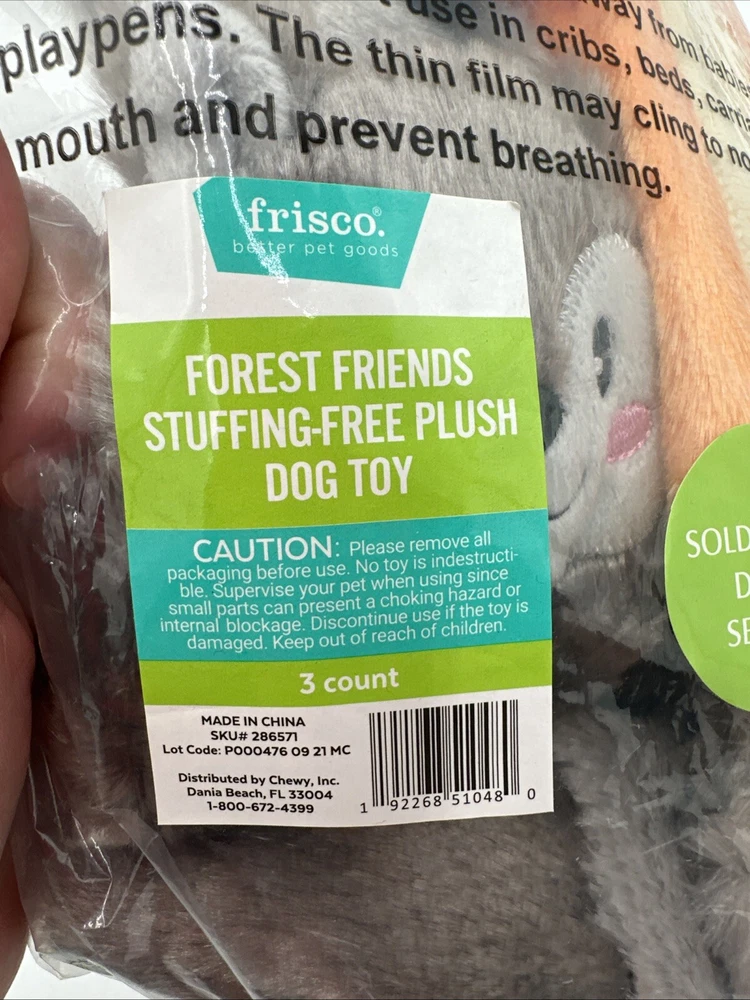 way from babie
use in cribs, beds, carri
playpens. The thin film may cling to no
mouth and prevent breathing.
frisco.®
better pet goods
FOREST FRIENDS
STUFFING-FREE PLUSH
DOG TOY
CAUTION: Please remove all
packaging before use. No toy is indestructi-
ble. Supervise your pet when using since
small parts can present a choking hazard or
internal blockage. Discontinue use if the toy is
damaged. Keep out of reach of children.
3 count
MADE IN CHINA
SKU# 286571
Lot Code: P000476 09 21 MC
Distributed by Chewy, Inc.
Dania Beach, FL 33004
1-800-672-4399
1 92268 51048 0
SOLD
D
SE